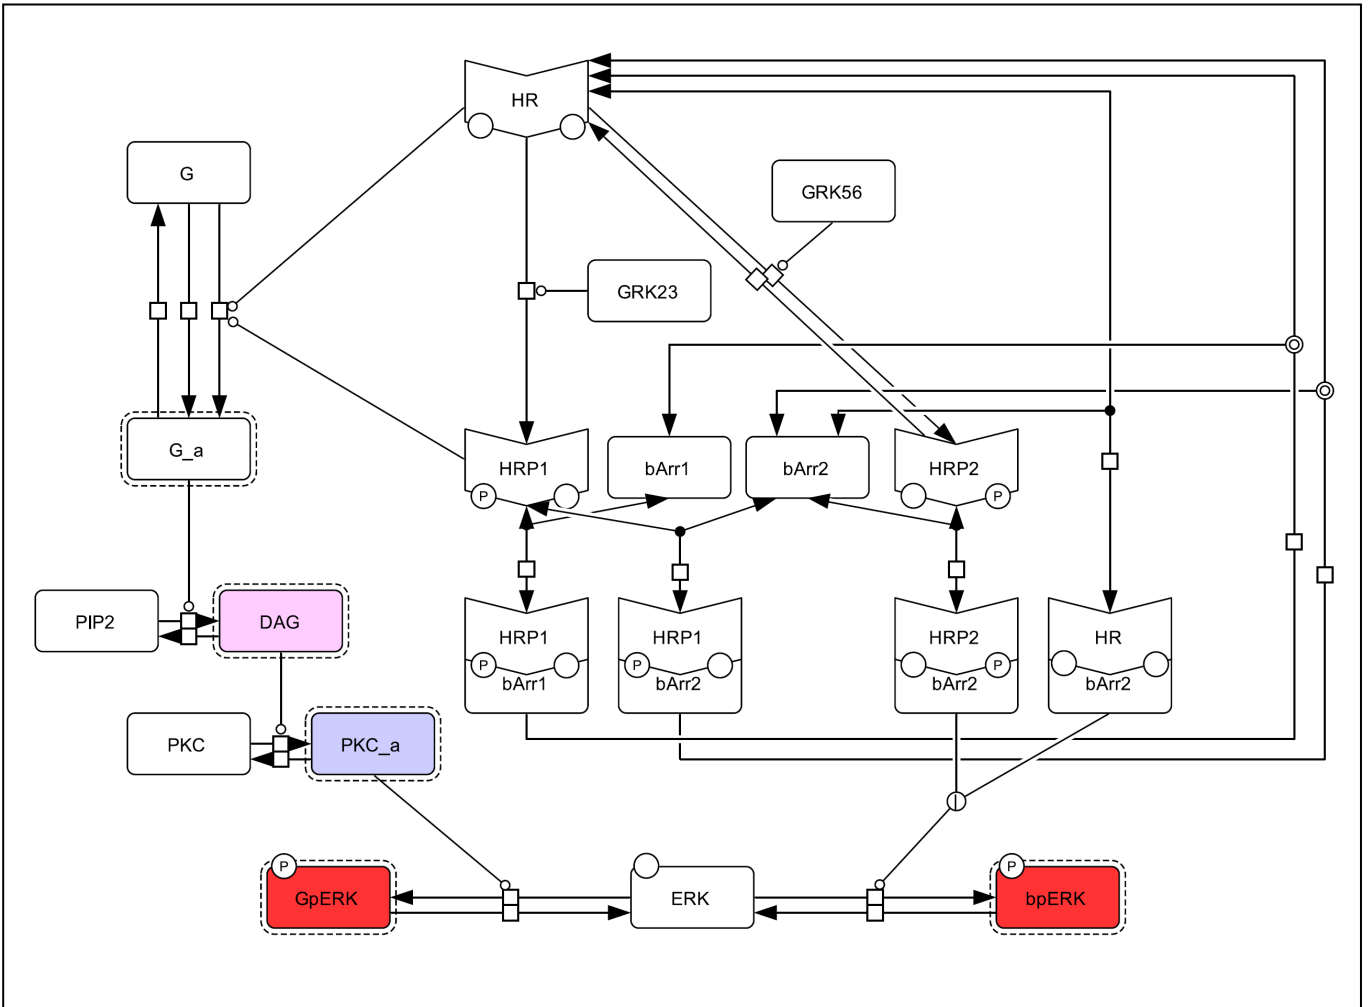 HR
G
GRK56
GRK23
G_a
HRP1
P
bArr1
bArr2
HRP2
P
PIP2
DAG
HRP1
P
bArr1
HRP1
P
bArr2
HRP2
P
bArr2
HR
bArr2
PKC
PKC_a
P
GpERK
ERK
P
bpERK